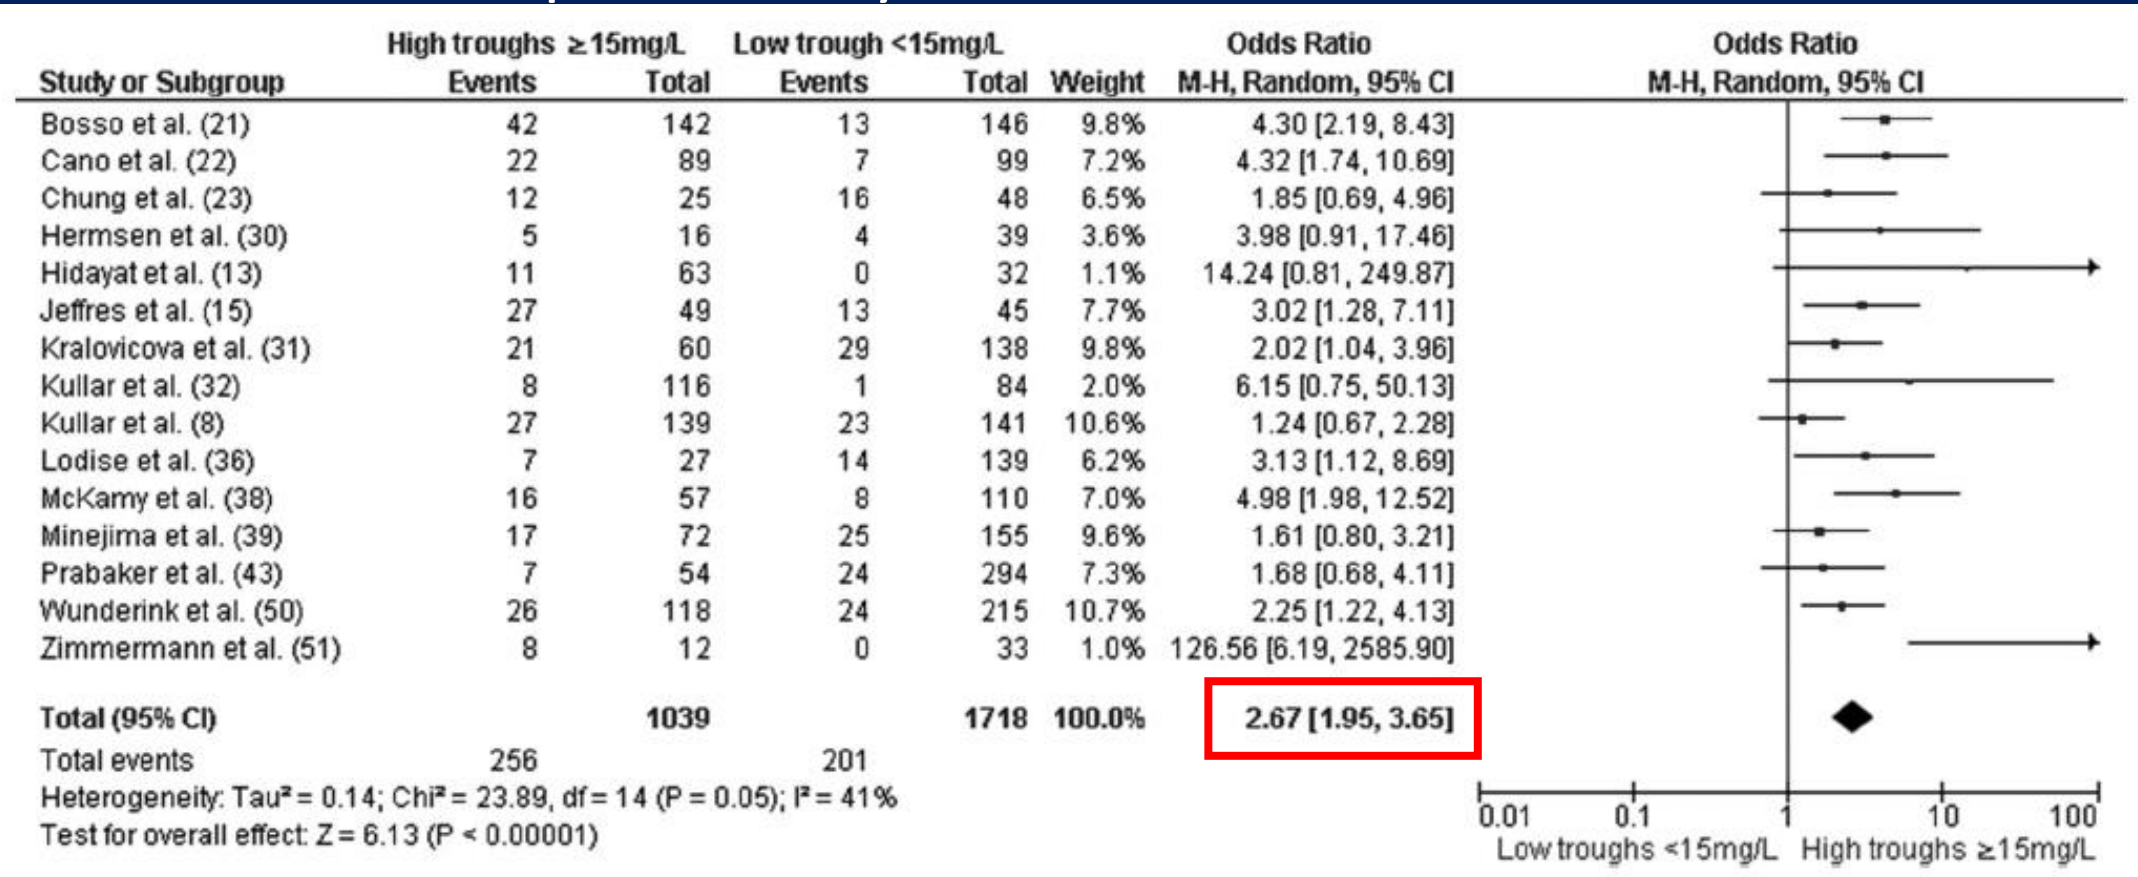 High troughs ≥15mg/L Low trough <15mg/L Odds Ratio Odds Ratio
Study or Subgroup Events Total Events Total Weight M-H, Random, 95% CI M-H, Random, 95% CI
Bosso et al. (21) 42 142 13 146 9.8% 4.30 [2.19, 8.43]
Cano et al. (22) 22 89 7 99 7.2% 4.32 [1.74, 10.69]
Chung et al. (23) 12 25 16 48 6.5% 1.85 [0.69, 4.96]
Hermsen et al. (30) 5 16 4 39 3.6% 3.98 [0.91, 17.46]
Hidayat et al. (13) 11 63 0 32 1.1% 14.24 [0.81, 249.87]
Jeffres et al. (15) 27 49 13 45 7.7% 3.02 [1.28, 7.11]
Kralovicova et al. (31) 21 60 29 138 9.8% 2.02 [1.04, 3.96]
Kullar et al. (32) 8 116 1 84 2.0% 6.15 [0.75, 50.13]
Kullar et al. (8) 27 139 23 141 10.6% 1.24 [0.67, 2.28]
Lodise et al. (36) 7 27 14 139 6.2% 3.13 [1.12, 8.69]
McKamy et al. (38) 16 57 8 110 7.0% 4.98 [1.98, 12.52]
Minejima et al. (39) 17 72 25 155 9.6% 1.61 [0.80, 3.21]
Prabaker et al. (43) 7 54 24 294 7.3% 1.68 [0.68, 4.11]
Wunderink et al. (50) 26 118 24 215 10.7% 2.25 [1.22, 4.13]
Zimmermann et al. (51) 8 12 0 33 1.0% 126.56 [6.19, 2585.90]
Total (95% CI) 1039 1718 100.0% 2.67 [1.95, 3.65]
Total events 256 201
Heterogeneity: Tau² = 0.14; Chi² = 23.89, df = 14 (P = 0.05); I² = 41%
Test for overall effect: Z = 6.13 (P < 0.00001)
0.01 0.1 1 10 100
Low troughs <15mg/L High troughs ≥15mg/L